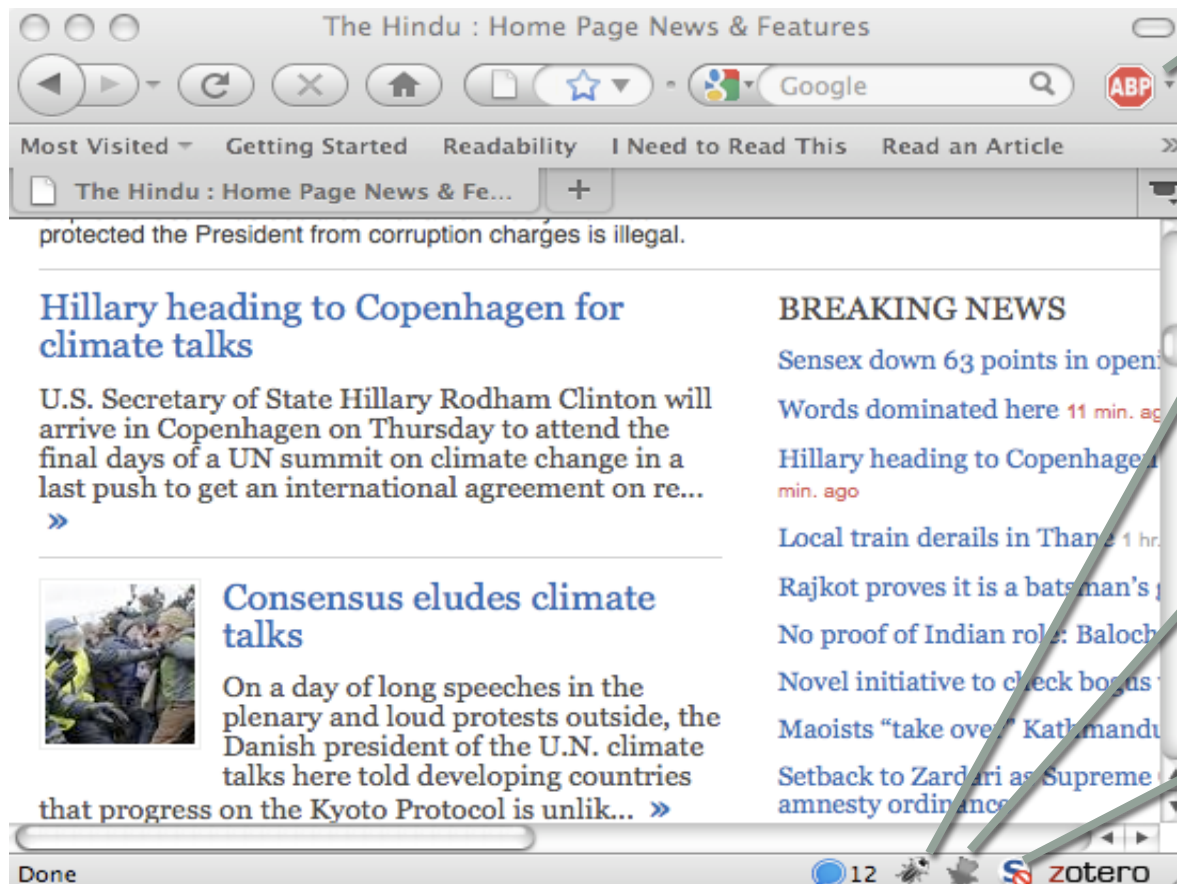 The Hindu : Home Page News & Features
Google
ABP
Most Visited Getting Started Readability I Need to Read This Read an Article »
The Hindu : Home Page News & Fe... +
protected the President from corruption charges is illegal.
Hillary heading to Copenhagen for
climate talks
U.S. Secretary of State Hillary Rodham Clinton will
arrive in Copenhagen on Thursday to attend the
final days of a UN summit on climate change in a
last push to get an international agreement on re...
»
Consensus eludes climate
talks
On a day of long speeches in the
plenary and loud protests outside, the
Danish president of the U.N. climate
talks here told developing countries
that progress on the Kyoto Protocol is unlik... »
BREAKING NEWS
Sensex down 63 points in openi
Words dominated here 11 min. ag
Hillary heading to Copenhagen
min. ago
Local train derails in Thane 1 hr.
Rajkot proves it is a batsman's
No proof of Indian role: Baloch
Novel initiative to check bogus
Maoists “take over” Kathmandu
Setback to Zardari as Supreme
amnesty ordinance
Done
12
S
zotero